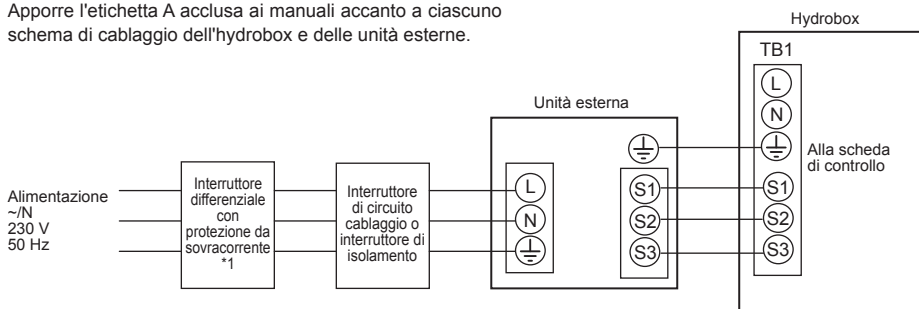 Apporre l'etichetta A acclusa ai manuali accanto a ciascuno
schema di cablaggio dell'hydrobox e delle unità esterne.
Hydrobox
TB1
L
N
Alla scheda
di controllo
S1
S2
S3
Unità esterna
L
N
S1
S2
S3
Alimentazione
~/N
230 V
50 Hz
Interruttore
differenziale
con
protezione da
sovracorrente
*1
Interruttore
di circuito
cablaggio o
interruttore di
isolamento